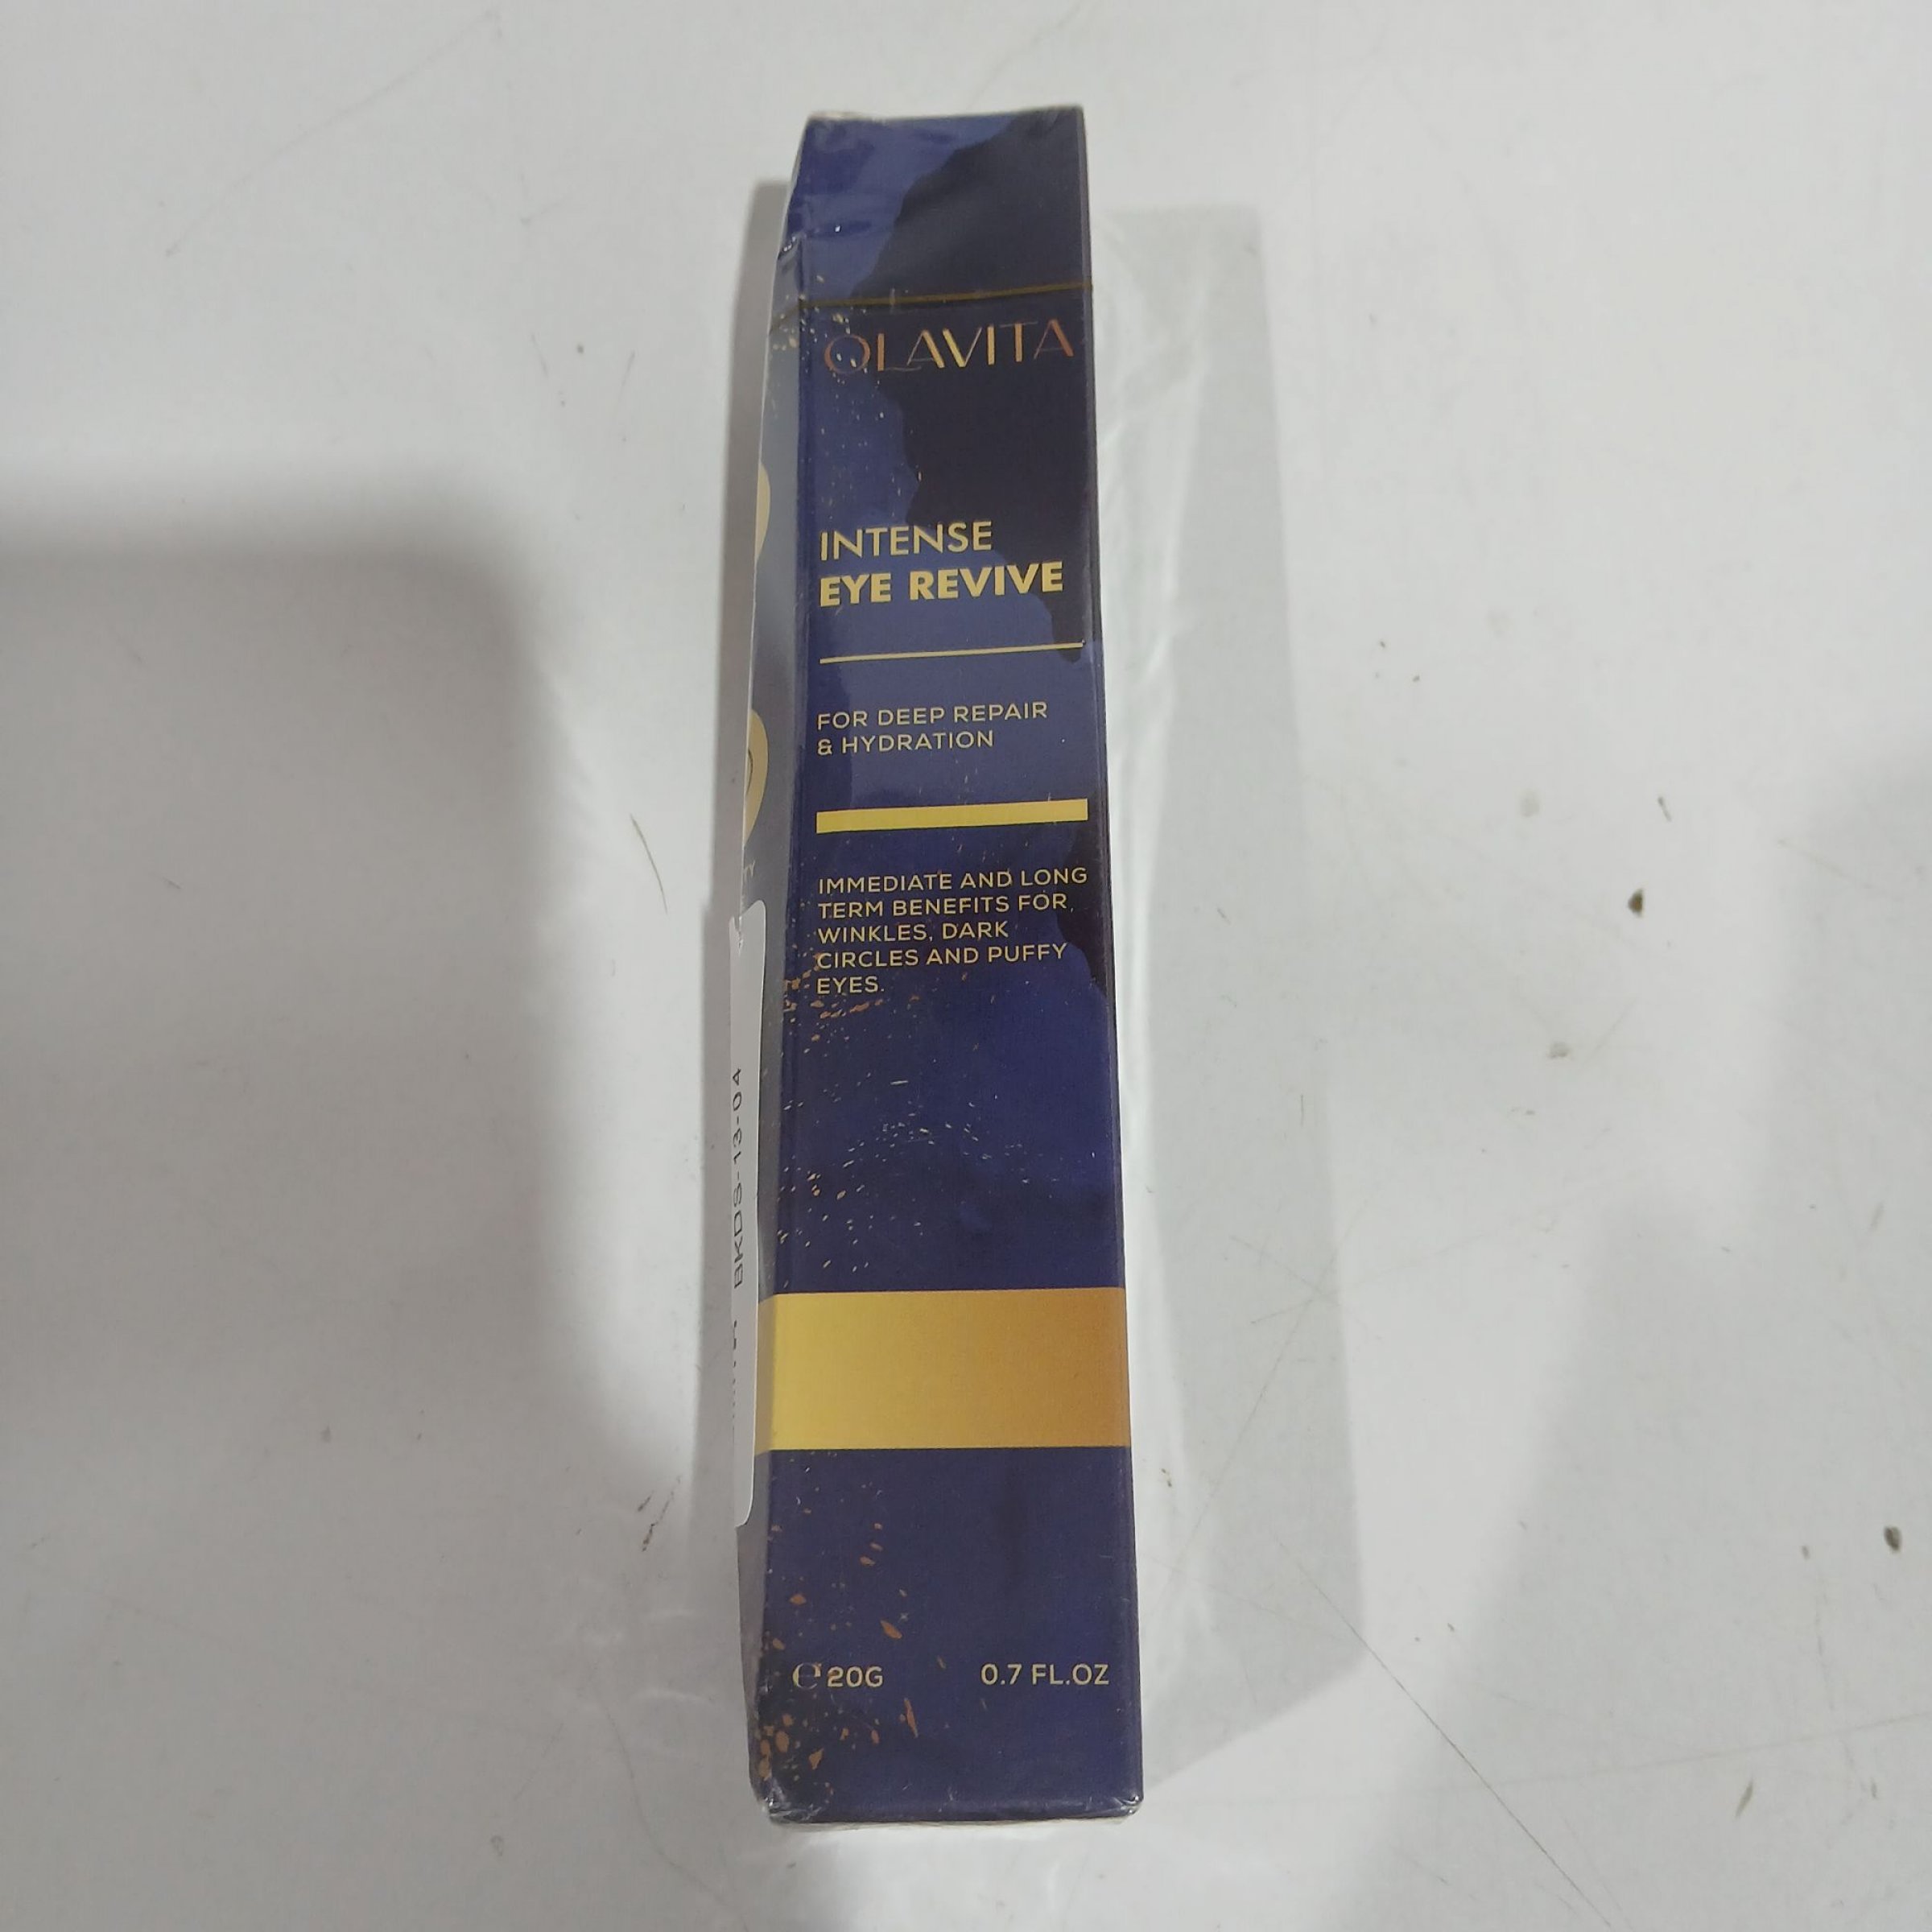 OLAVITA
INTENSE
EYE REVIVE
FOR DEEP REPAIR
& HYDRATION
IMMEDIATE AND LONG
TERM BENEFITS FOR
WINKLES, DARK
CIRCLES AND PUFFY
EYES.
BKDS-13-04
℮20G 0.7 FL.OZ